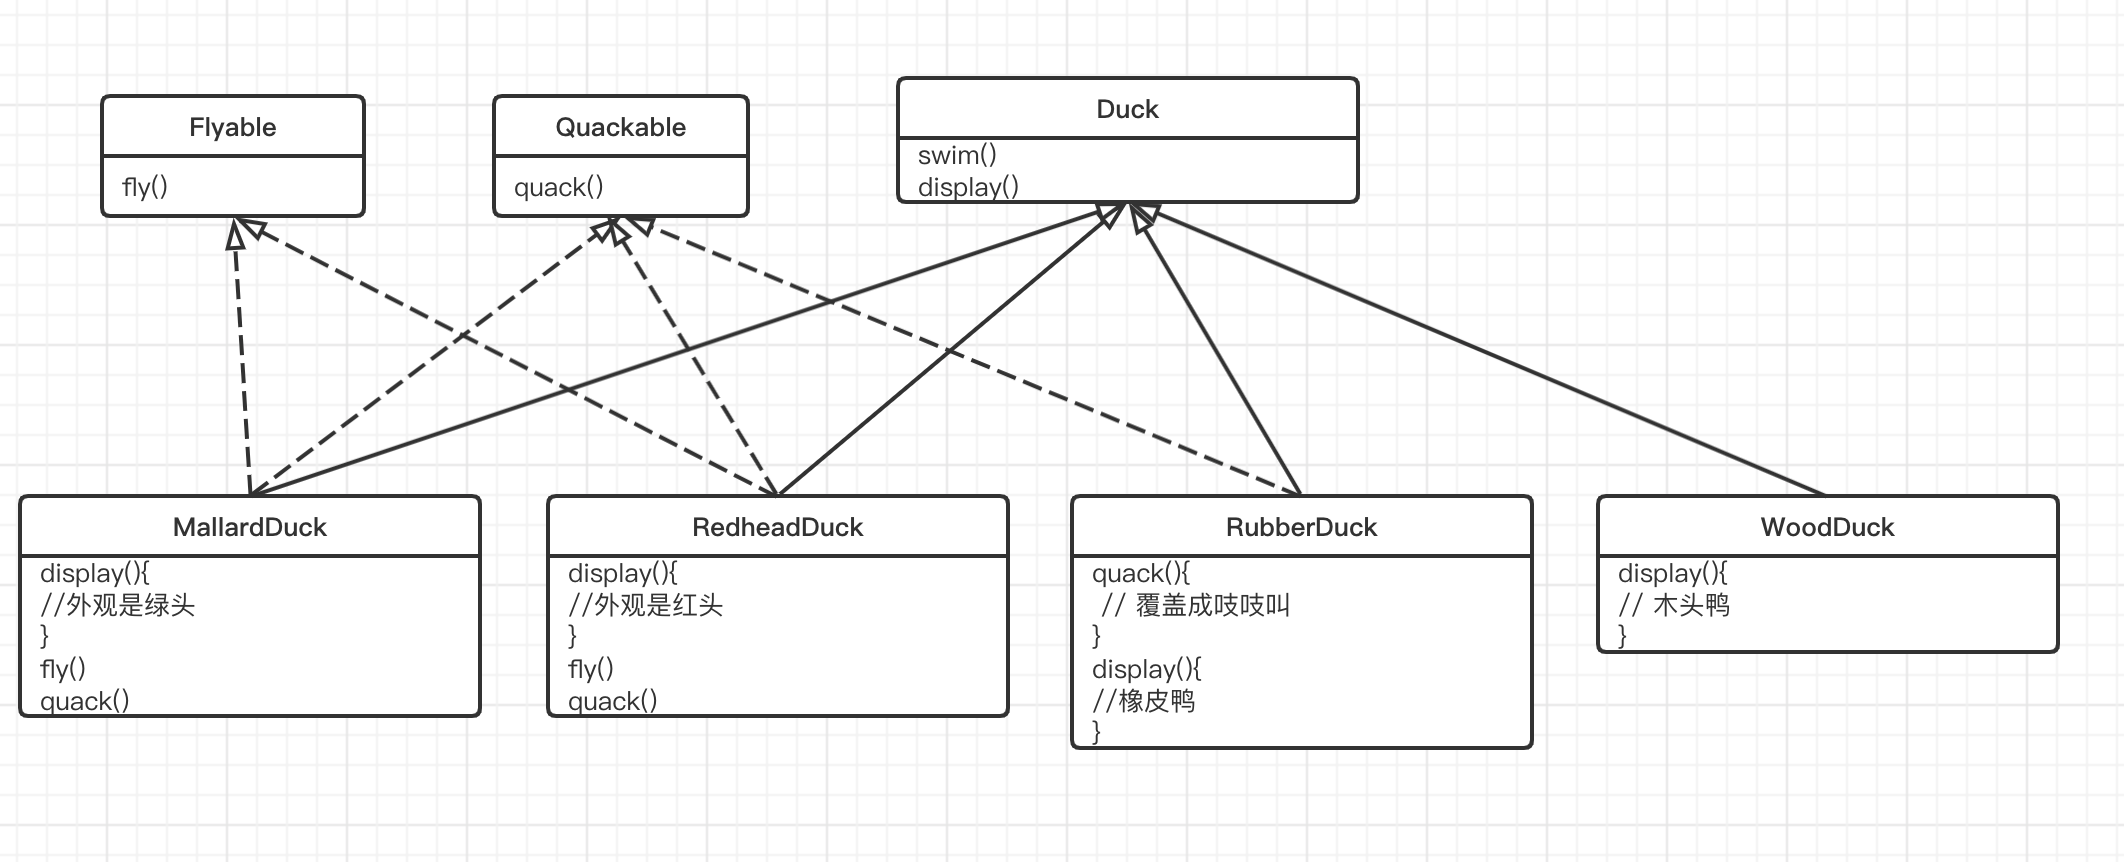 Flyable
fly()
Quackable
quack()
Duck
swim()
display()
MallardDuck
display(){
//外观是绿头
}
fly()
quack()
RedheadDuck
display(){
//外观是红头
}
fly()
quack()
RubberDuck
quack(){
// 覆盖成吱吱叫
}
display(){
//橡皮鸭
}
WoodDuck
display(){
// 木头鸭
}